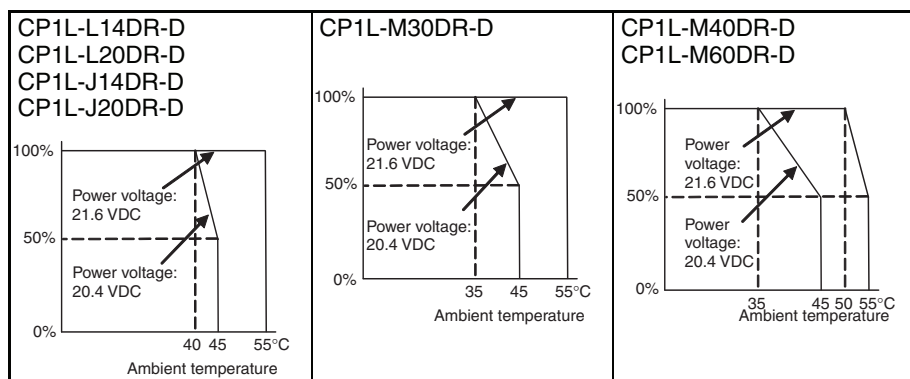 CP1L-L14DR-D
CP1L-L20DR-D
CP1L-J14DR-D
CP1L-J20DR-D
100%
Power voltage:
21.6 VDC
50%
Power voltage:
20.4 VDC
0%
40 45 55°C
Ambient temperature
CP1L-M30DR-D
100%
Power voltage:
21.6 VDC
50%
Power voltage:
20.4 VDC
0%
35 45 55°C
Ambient temperature
CP1L-M40DR-D
CP1L-M60DR-D
100%
Power
voltage:
21.6 VDC
50%
Power
voltage:
20.4 VDC
0%
35 45 50 55°C
Ambient temperature